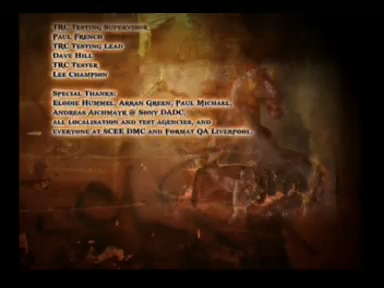 TRC Testing Supervisor
Paul French
TRC Testing Lead
Dave Hill
TRC Tester
Lee Champion
Special Thanks:
Elodie Hummel, Arran Green, Paul Michael,
Andreas Aichmayr @ Sony DADC,
all localisation and test agencies, and
everyone at SCEE DMC and Format QA Liverpool.